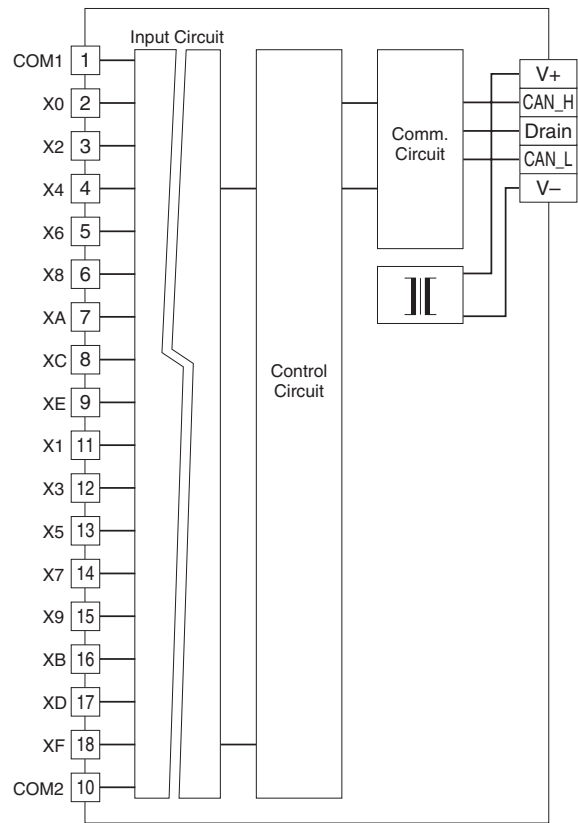 Input Circuit
COM1 1
X0 2
X2 3
X4 4
X6 5
X8 6
XA 7
XC 8
XE 9
X1 11
X3 12
X5 13
X7 14
X9 15
XB 16
XD 17
XF 18
COM2 10
Control
Circuit
Comm.
Circuit
V+
CAN_H
Drain
CAN_L
V–